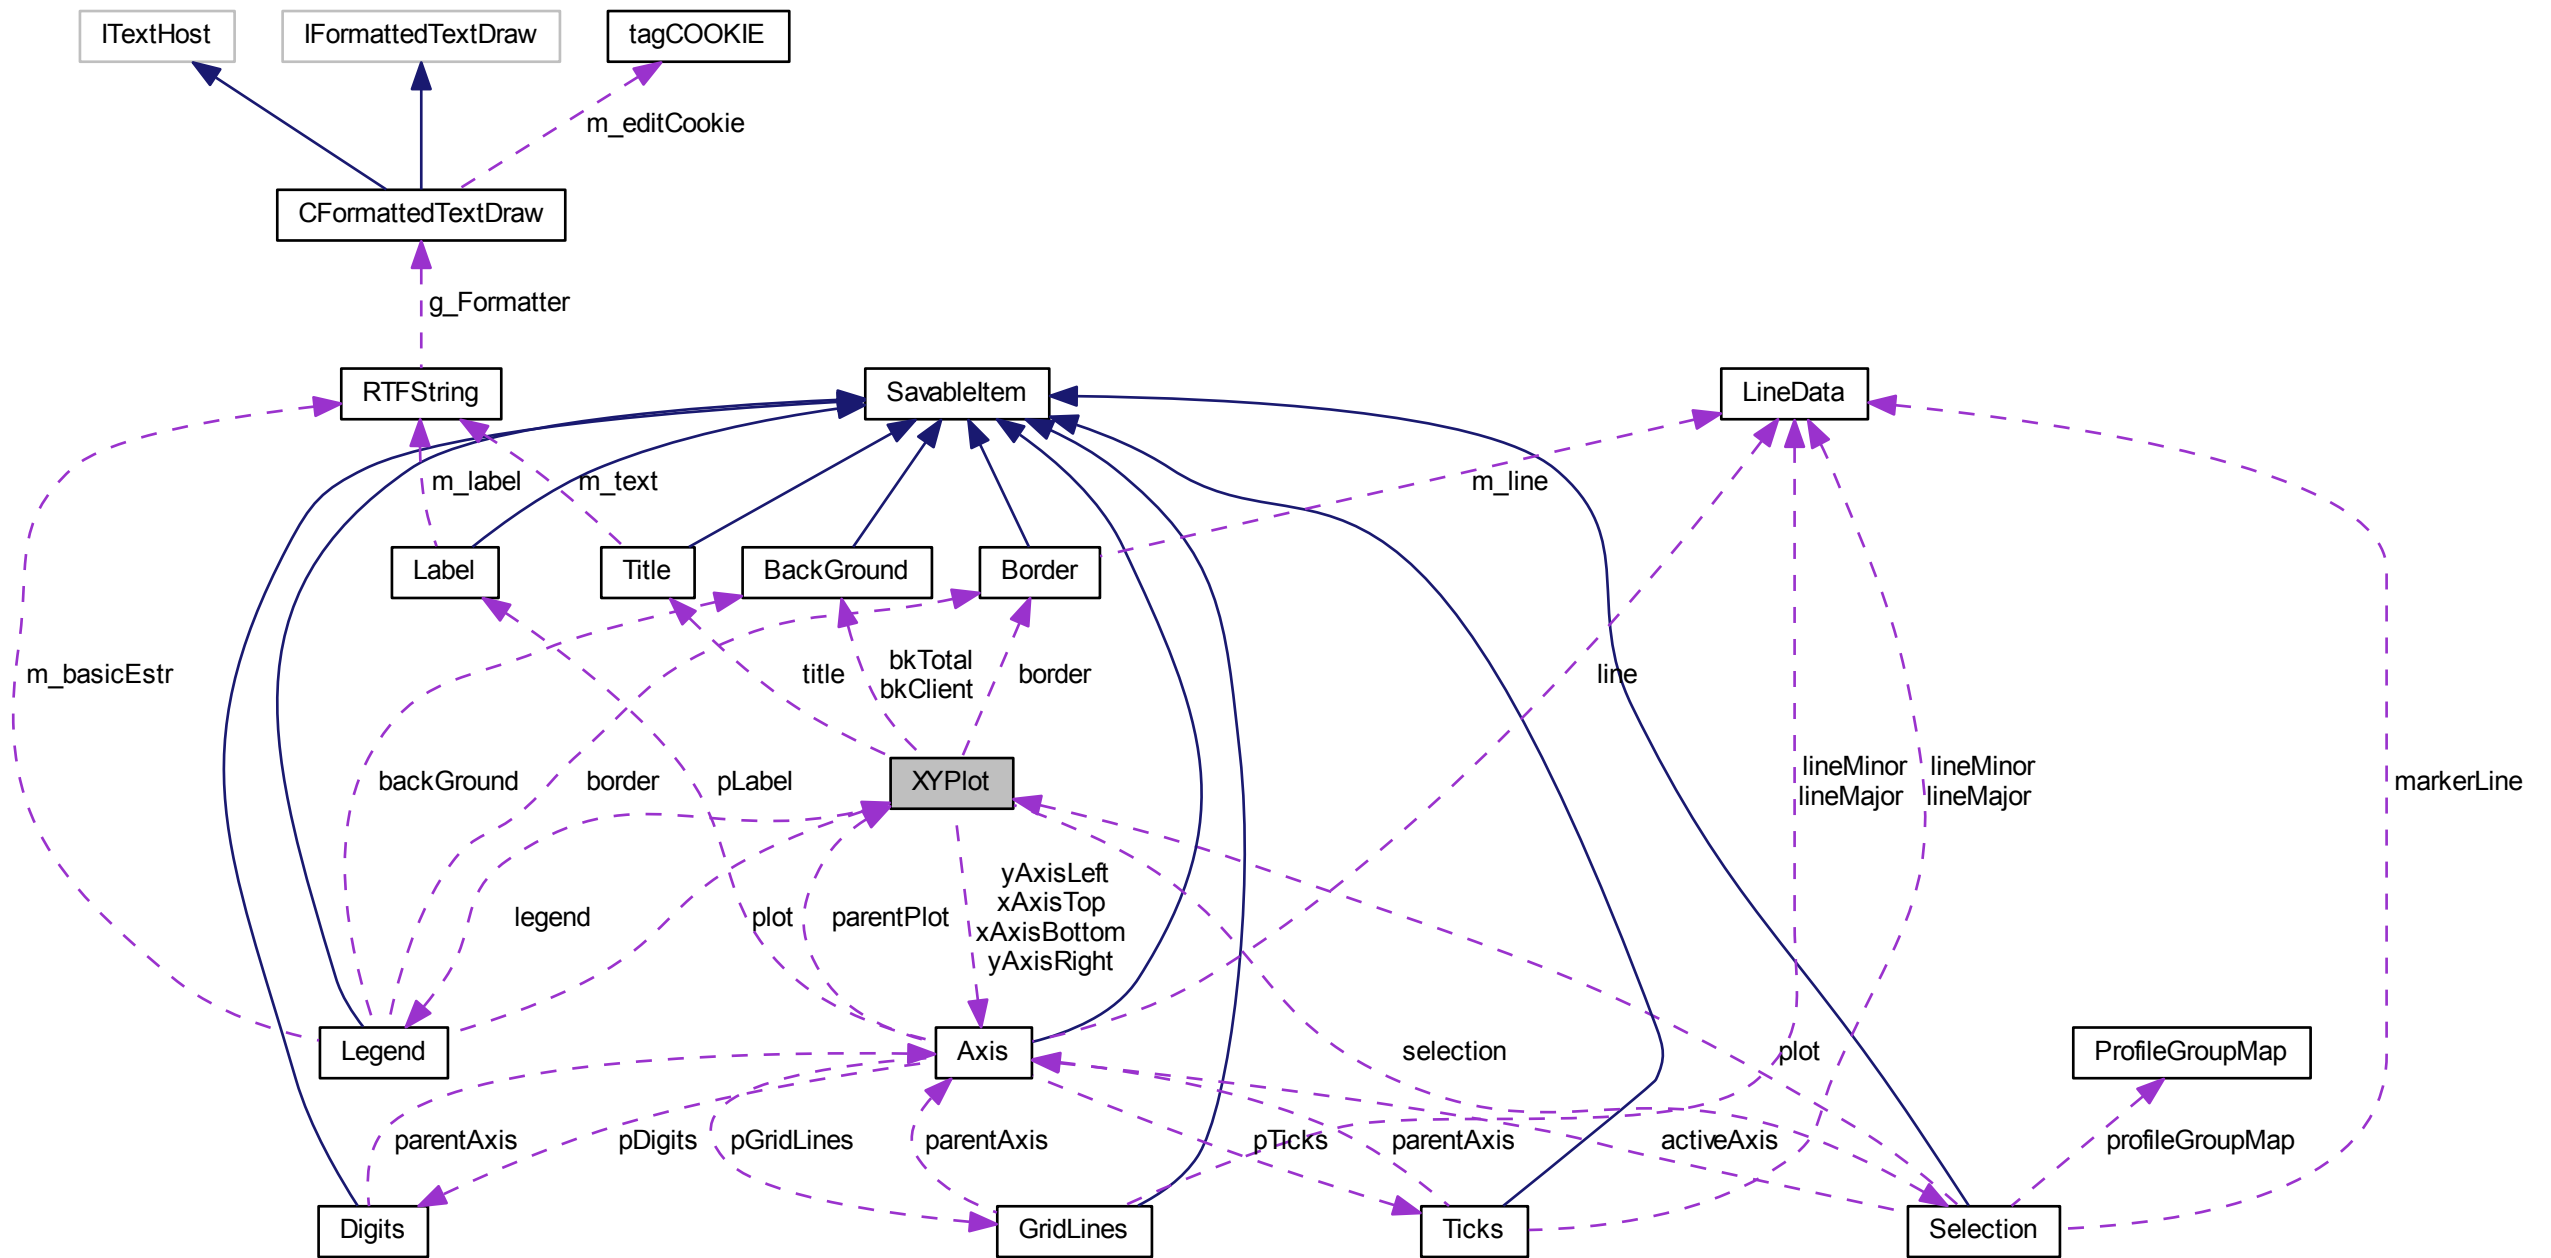 ITextHost
IFormattedTextDraw
tagCOOKIE
m_editCookie
CFormattedTextDraw
g_Formatter
RTFString
SavableItem
LineData
m_label
m_text
m_line
Label
Title
BackGround
Border
m_basicEstr
title
bkTotal
bkClient
border
line
backGround
border
pLabel
XYPlot
lineMinor
lineMajor
lineMinor
lineMajor
markerLine
legend
plot
parentPlot
yAxisLeft
xAxisTop
xAxisBottom
yAxisRight
Legend
Axis
selection
plot
ProfileGroupMap
parentAxis
pDigits
pGridLines
parentAxis
pTicks
parentAxis
activeAxis
profileGroupMap
Digits
GridLines
Ticks
Selection